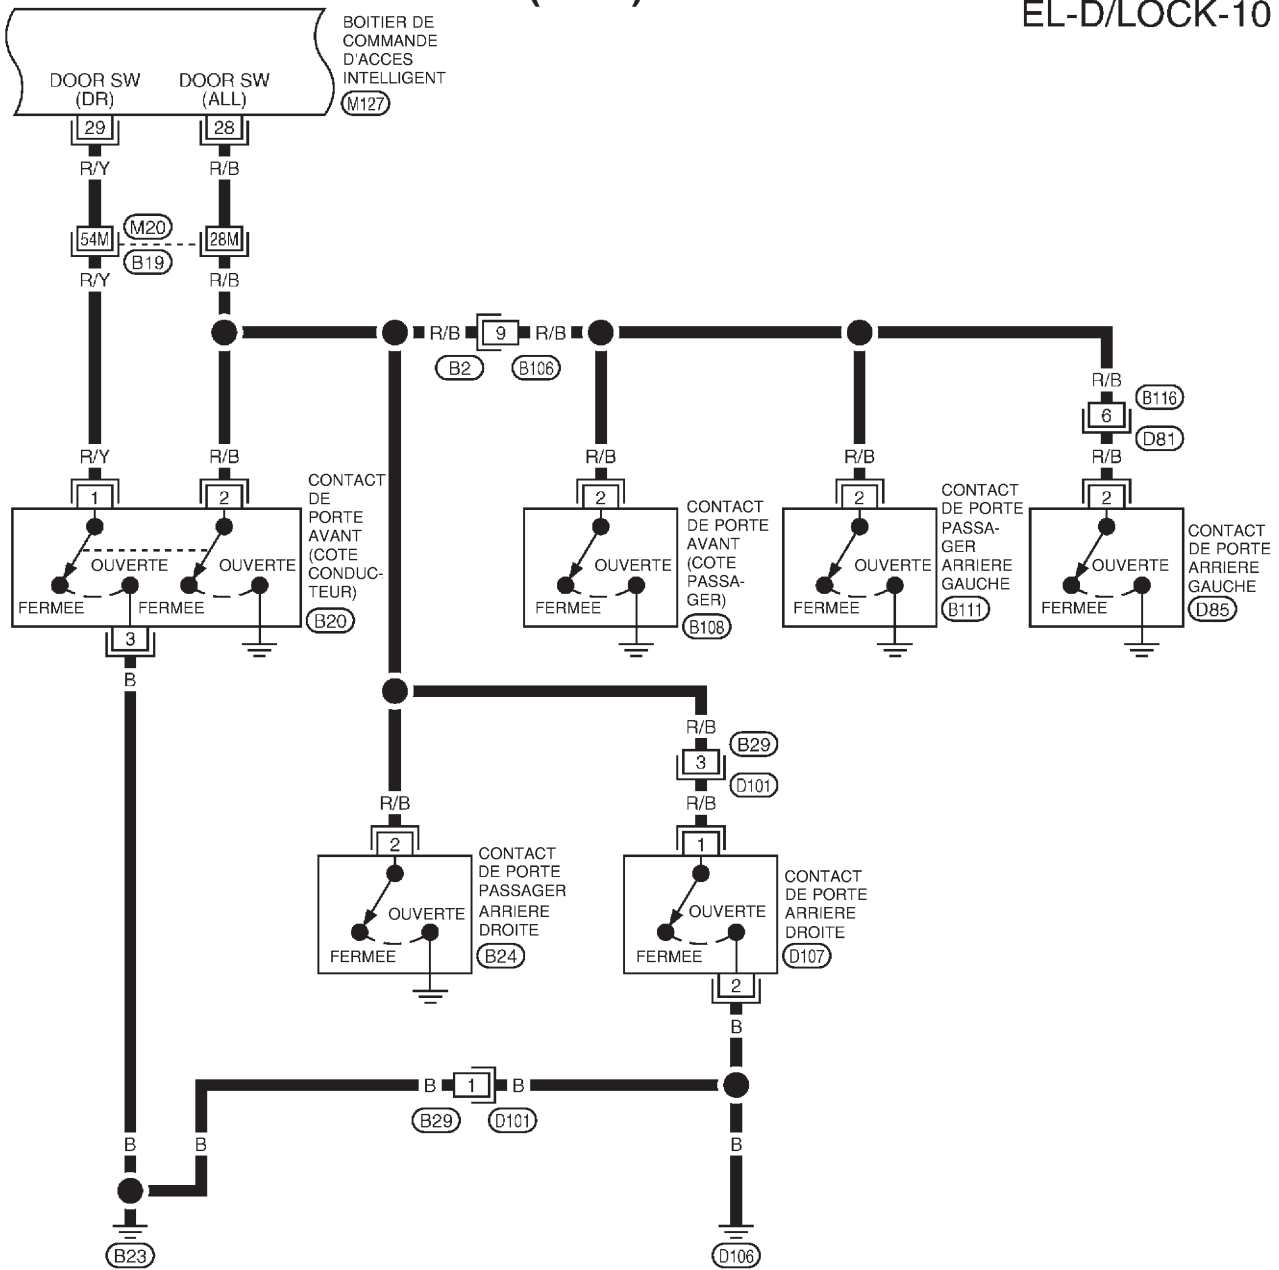 EL-D/LOCK-10
BOITIER DE
COMMANDE
D'ACCES
INTELLIGENT
M127
DOOR SW
(DR)
DOOR SW
(ALL)
29
28
R/Y
R/B
54M
M20
B19
28M
R/Y
R/B
R/B
9
R/B
B2
B106
R/B
6
B116
D81
R/Y
R/B
R/B
R/B
R/B
1
2
CONTACT
DE
PORTE
AVANT
(COTE
CONDUC-
TEUR)
B20
OUVERTE
FERMEE
OUVERTE
FERMEE
3
B
2
CONTACT
DE PORTE
AVANT
(COTE
PASSA-
GER)
B108
OUVERTE
FERMEE
2
CONTACT
DE PORTE
PASSA-
GER
ARRIERE
GAUCHE
B111
OUVERTE
FERMEE
2
CONTACT
DE PORTE
ARRIERE
GAUCHE
D85
OUVERTE
FERMEE
R/B
3
B29
D101
R/B
R/B
2
CONTACT
DE PORTE
PASSAGER
ARRIERE
DROITE
B24
OUVERTE
FERMEE
1
CONTACT
DE PORTE
ARRIERE
DROITE
D107
OUVERTE
FERMEE
2
B
B
1
B
B29
D101
B
B
B
B23
D106